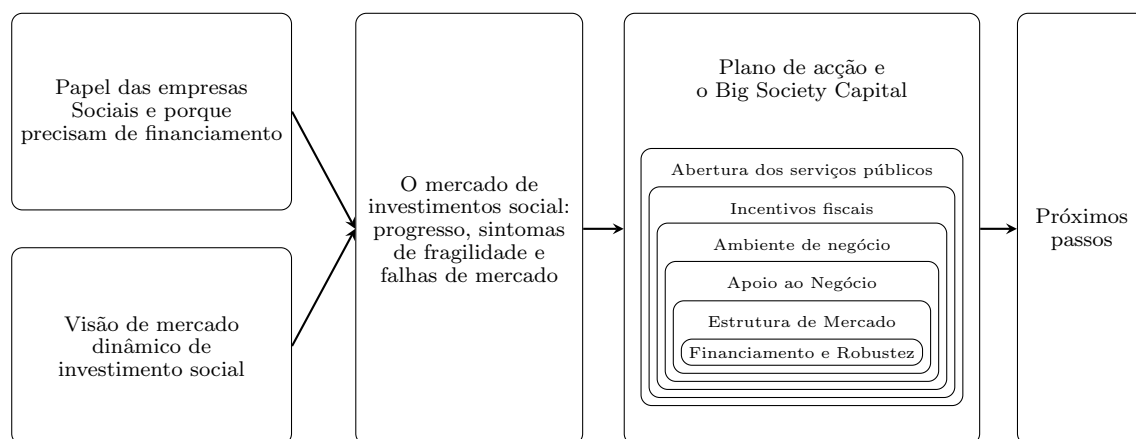 Papel das empresas
Sociais e porque
precisam de financiamento
Visão de mercado
dinâmico de
investimento social
O mercado de
investimentos social:
progresso, sintomas
de fragilidade e
falhas de mercado
Plano de acção e
o Big Society Capital
Abertura dos serviços públicos
Incentivos fiscais
Ambiente de negócio
Apoio ao Negócio
Estrutura de Mercado
Financiamento e Robustez
Próximos
passos